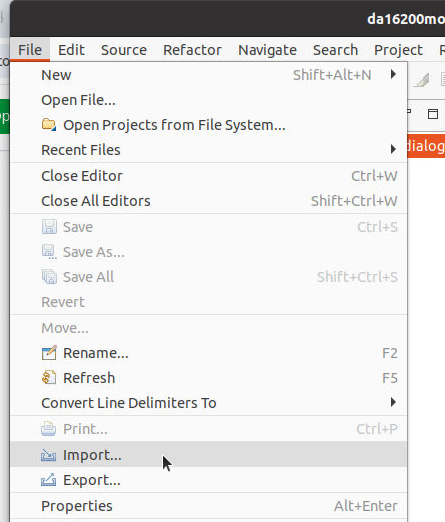 da16200mo
File Edit Source Refactor Navigate Search Project
New Shift+Alt+N
Open File...
Open Projects from File System...
dialog
Recent Files
Close Editor Ctrl+W
Close All Editors Shift+Ctrl+W
Save Ctrl+S
Save As...
Save All Shift+Ctrl+S
Revert
Move...
Rename... F2
Refresh F5
Convert Line Delimiters To
Print... Ctrl+P
Import...
Export...
Properties Alt+Enter